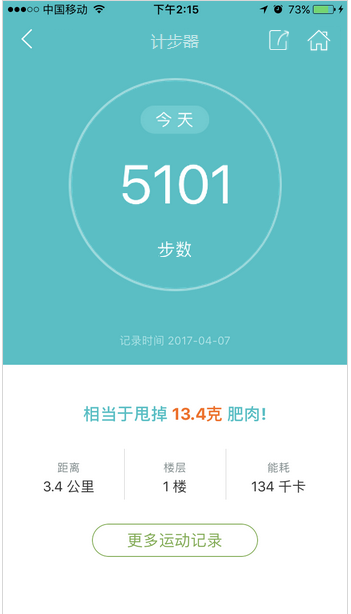 中国移动 下午2:15 73%
计步器
今天
5101
步数
记录时间 2017-04-07
相当于甩掉 13.4克 肥肉!
距离 楼层 能耗
3.4 公里 1 楼 134 千卡
更多运动记录